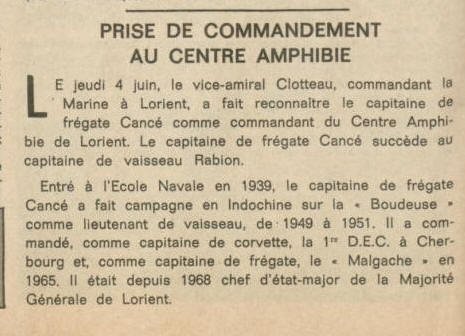 PRISE DE COMMANDEMENT
AU CENTRE AMPHIBIE
LE jeudi 4 juin, le vice-amiral Clotteau, commandant la
Marine à Lorient, a fait reconnaître le capitaine de
frégate Cancé comme commandant du Centre Amphi-
bie de Lorient. Le capitaine de frégate Cancé succède au
capitaine de vaisseau Rabion.
Entré à l'Ecole Navale en 1939, le capitaine de frégate
Cancé a fait campagne en Indochine sur la « Boudeuse »
comme lieutenant de vaisseau, de 1949 à 1951. Il a com-
mandé, comme capitaine de corvette, la 1re D.E.C. à Cher-
bourg et, comme capitaine de frégate, le « Malgache » en
1965. Il était depuis 1968 chef d'état-major de la Majorité
Générale de Lorient.